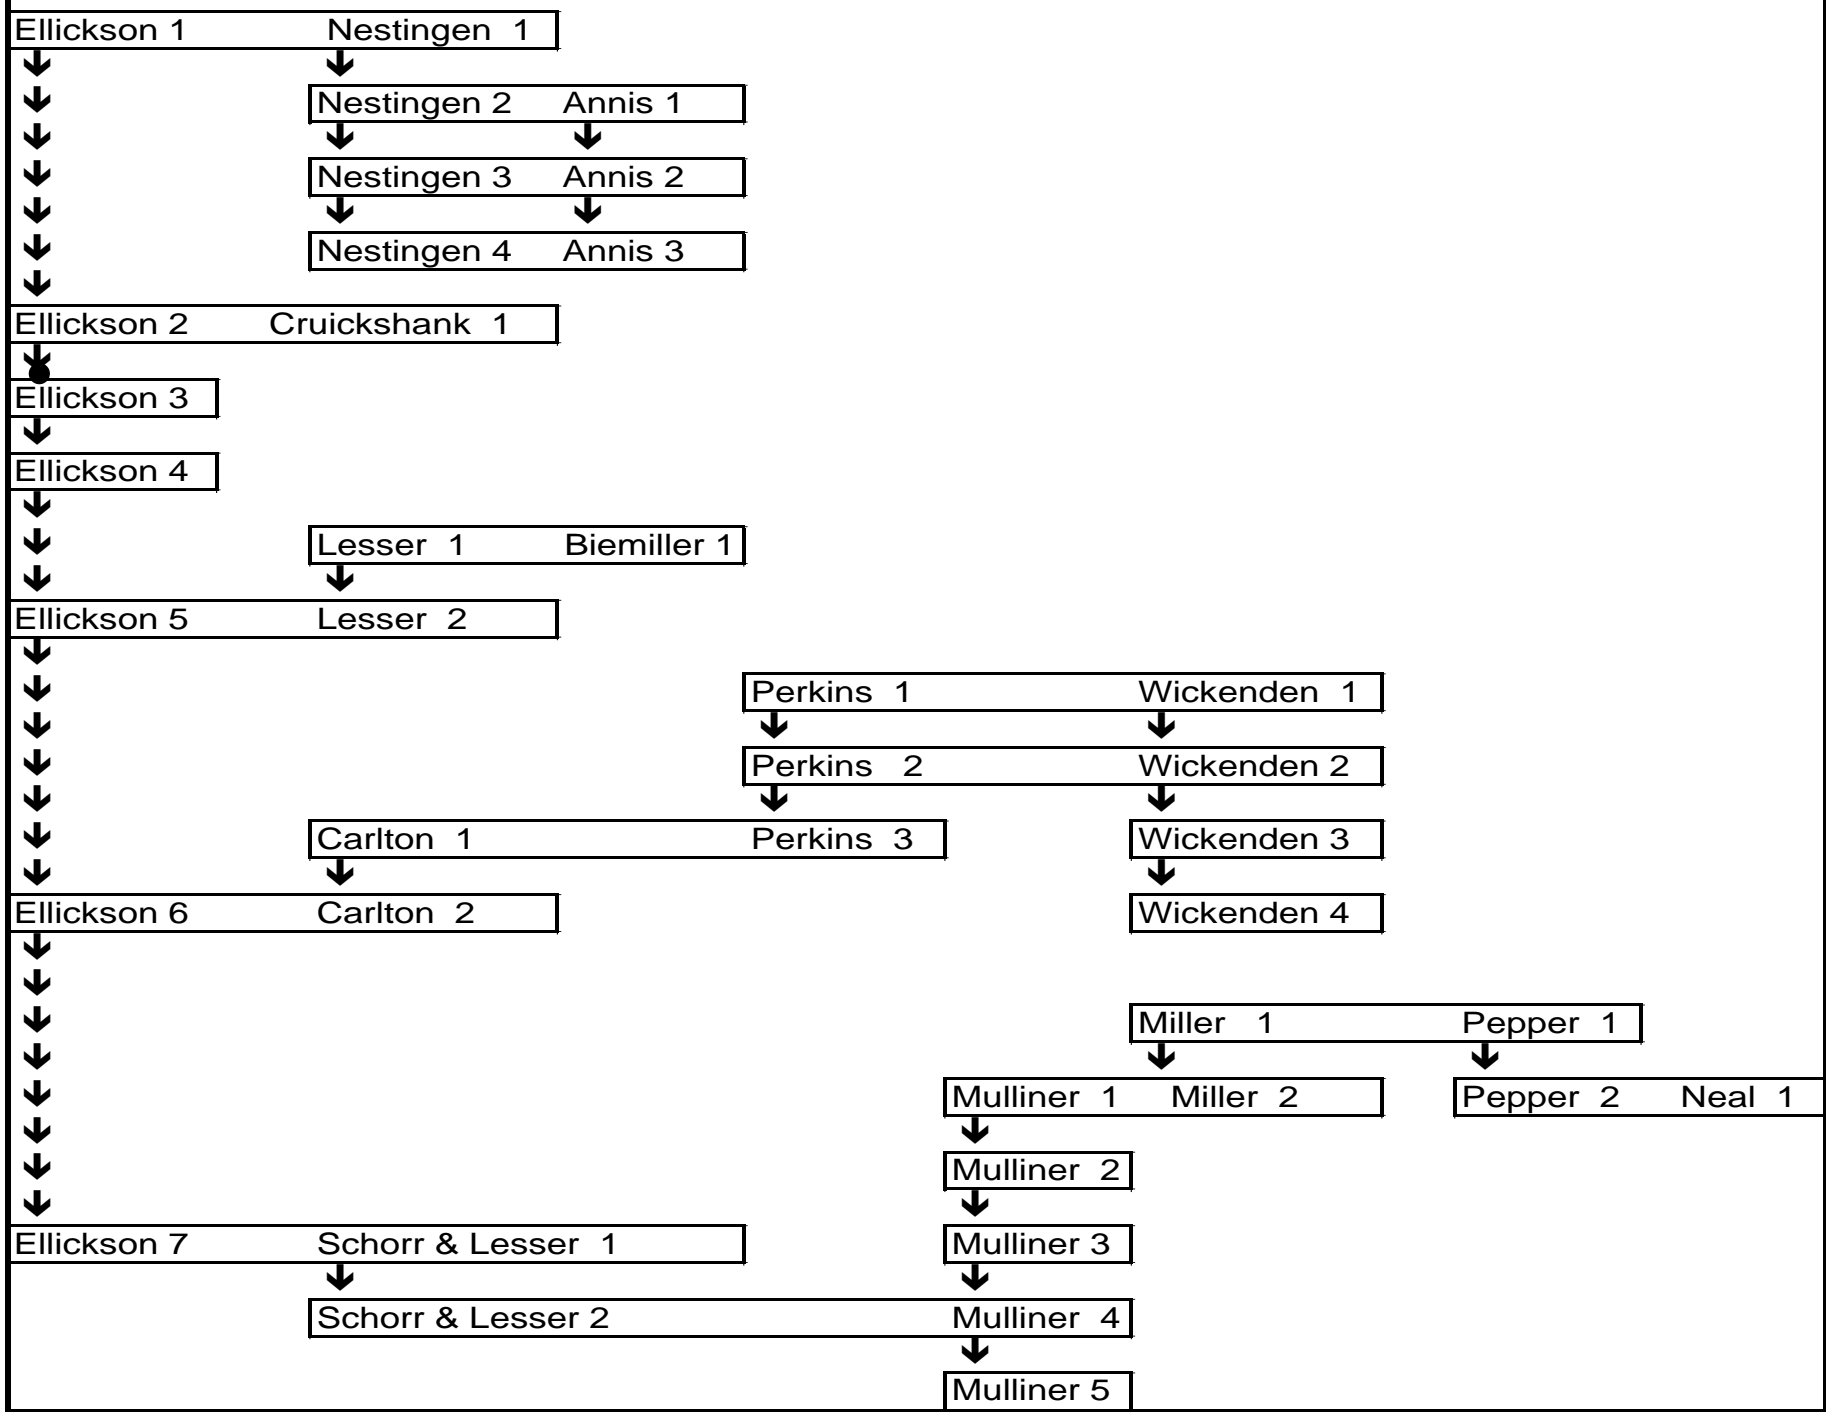 Ellickson 1 Nestingen 1
Nestingen 2 Annis 1
Nestingen 3 Annis 2
Nestingen 4 Annis 3
Ellickson 2 Cruickshank 1
Ellickson 3
Ellickson 4
Lesser 1 Biemiller 1
Ellickson 5 Lesser 2
Perkins 1 Wickenden 1
Perkins 2 Wickenden 2
Carlton 1 Perkins 3 Wickenden 3
Ellickson 6 Carlton 2 Wickenden 4
Miller 1 Pepper 1
Mulliner 1 Miller 2 Pepper 2 Neal 1
Mulliner 2
Ellickson 7 Schorr & Lesser 1 Mulliner 3
Schorr & Lesser 2 Mulliner 4
Mulliner 5